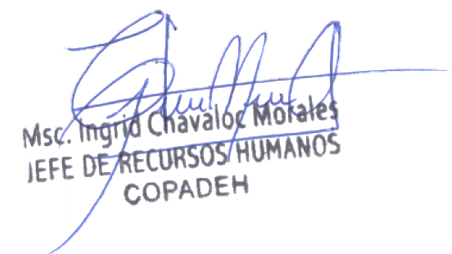 Msc. Ingrid Chavaloc Morales
JEFE DE RECURSOS HUMANOS
COPADEH